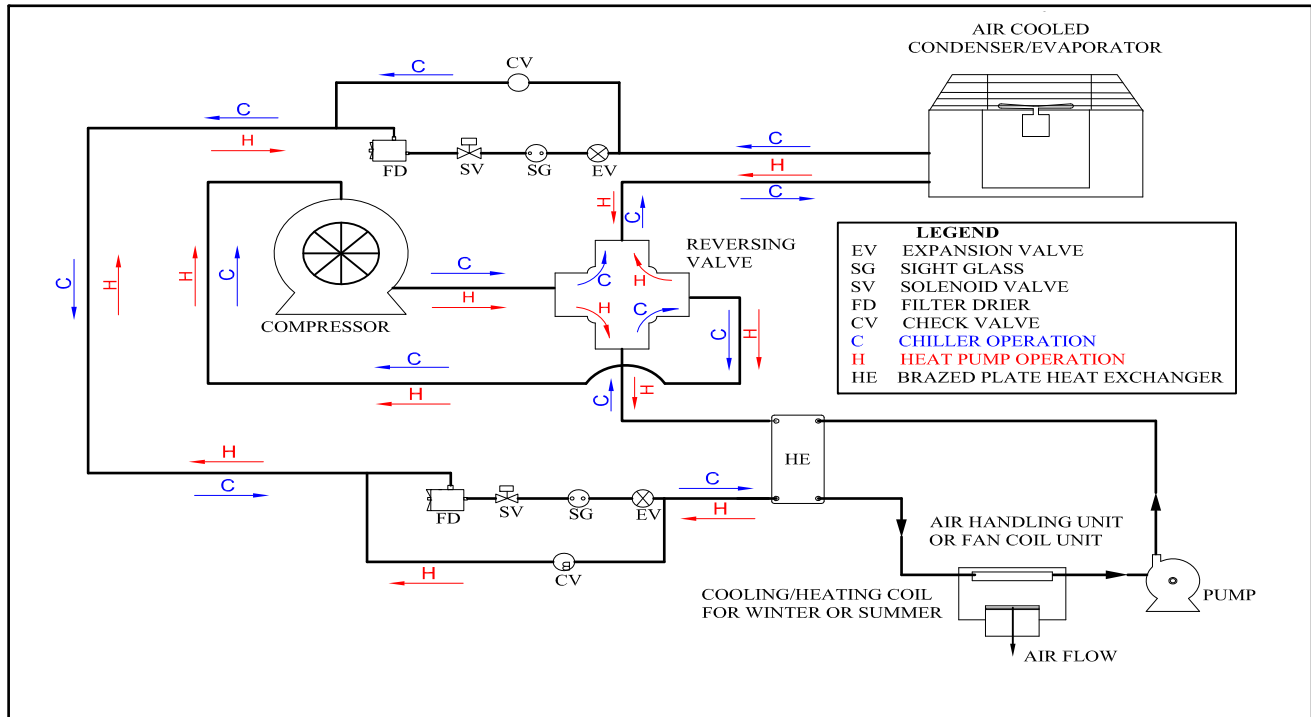 AIR COOLED
CONDENSER/EVAPORATOR
C
CV
C
H
FD
SV
SG
EV
C
H
C
H
C
H
C
C
H
COMPRESSOR
C
H
REVERSING
VALVE
C
H
H
C
C
H
C
H
C
H
LEGEND
EV EXPANSION VALVE
SG SIGHT GLASS
SV SOLENOID VALVE
FD FILTER DRIER
CV CHECK VALVE
C CHILLER OPERATION
H HEAT PUMP OPERATION
HE BRAZED PLATE HEAT EXCHANGER
H
C
FD
SV
SG
EV
C
H
HE
H
CV
AIR HANDLING UNIT
OR FAN COIL UNIT
COOLING/HEATING COIL
FOR WINTER OR SUMMER
PUMP
AIR FLOW